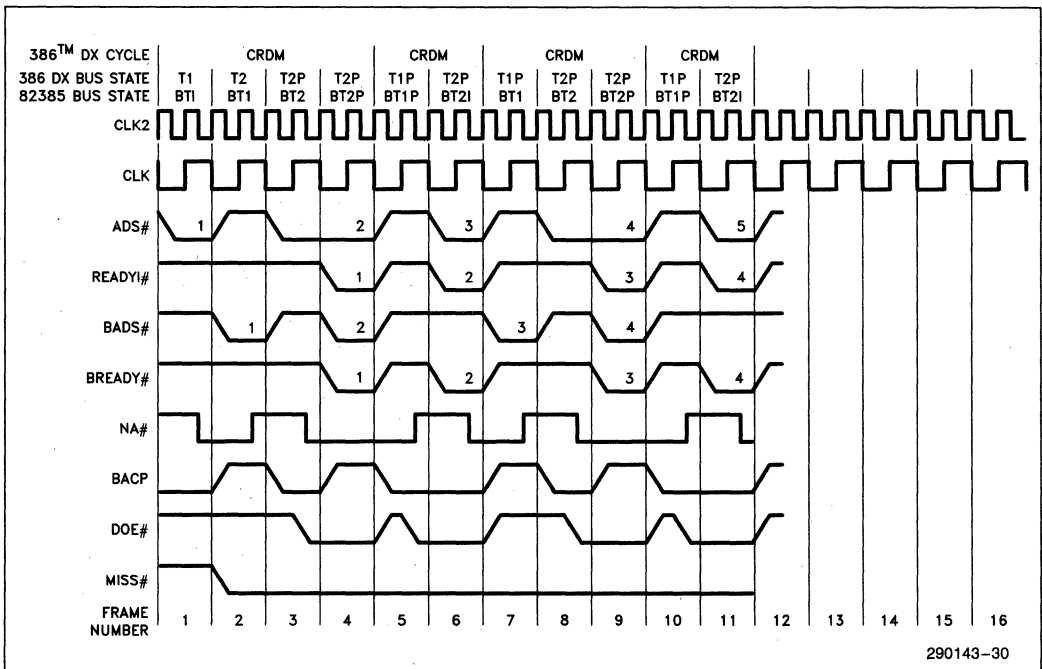 386™ DX CYCLE CRDM CRDM CRDM CRDM
386 DX BUS STATE T1 T2 T2P T2P T1P T2P T1P T2P T2P T1P T2P
82385 BUS STATE BTI BT1 BT2 BT2P BT1P BT2I BT1 BT2 BT2P BT1P BT2I
CLK2
CLK
ADS# 1 2 3 4 5
READYI# 1 2 3 4
BADS# 1 2 3 4
BREADY# 1 2 3 4
NA#
BACP
DOE#
MISS#
FRAME
NUMBER 1 2 3 4 5 6 7 8 9 10 11 12 13 14 15 16
290143-30